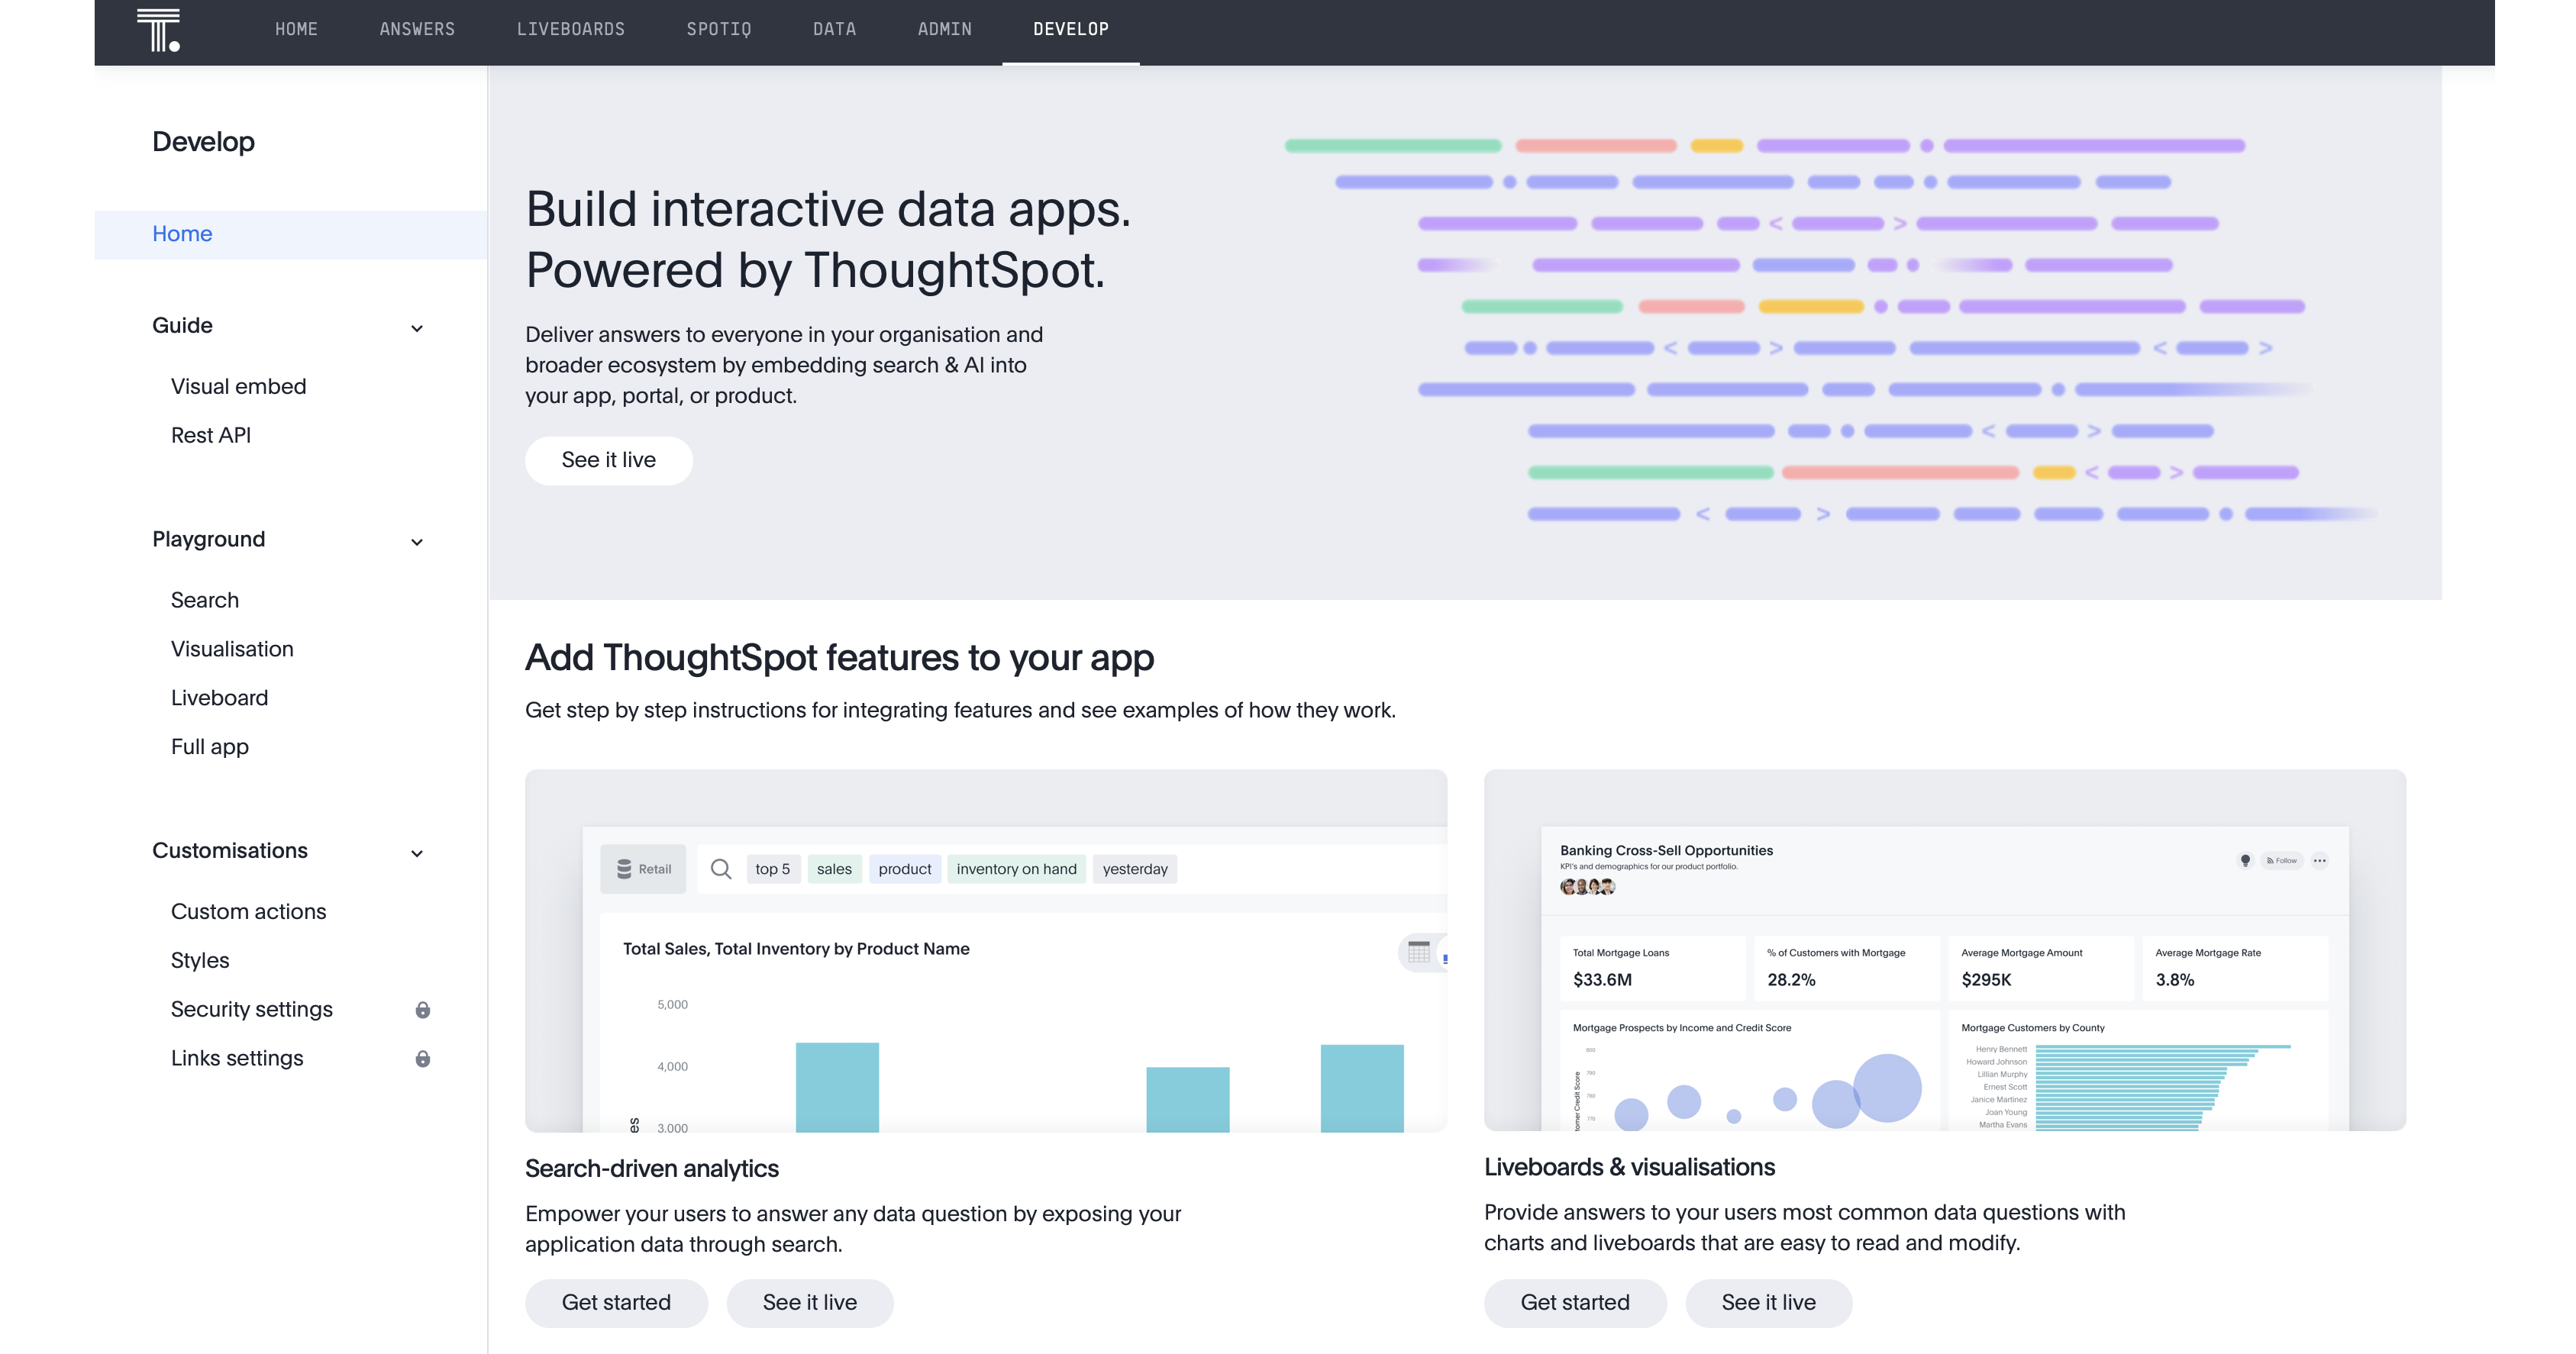 HOME ANSWERS LIVEBOARDS SPOTIQ DATA ADMIN DEVELOP
Develop
Home
Guide
Visual embed
Rest API
Playground
Search
Visualisation
Liveboard
Full app
Customisations
Custom actions
Styles
Security settings
Links settings
Build interactive data apps.
Powered by ThoughtSpot.
Deliver answers to everyone in your organisation and
broader ecosystem by embedding search & AI into
your app, portal, or product.
See it live
Add ThoughtSpot features to your app
Get step by step instructions for integrating features and see examples of how they work.
Retail top 5 sales product inventory on hand yesterday
Total Sales, Total Inventory by Product Name
5,000
4,000
3,000
es
Search-driven analytics
Empower your users to answer any data question by exposing your
application data through search.
Get started See it live
Banking Cross-Sell Opportunities
KPI's and demographics for our product portfolio.
Follow
Total Mortgage Loans
$33.6M
% of Customers with Mortgage
28.2%
Average Mortgage Amount
$295K
Average Mortgage Rate
3.8%
Mortgage Prospects by Income and Credit Score
800
790
780
770
tomer Credit Score
Mortgage Customers by County
Henry Bennett
Howard Johnson
Lillian Murphy
Ernest Scott
Janice Martinez
Joan Young
Martha Evans
Liveboards & visualisations
Provide answers to your users most common data questions with
charts and liveboards that are easy to read and modify.
Get started See it live